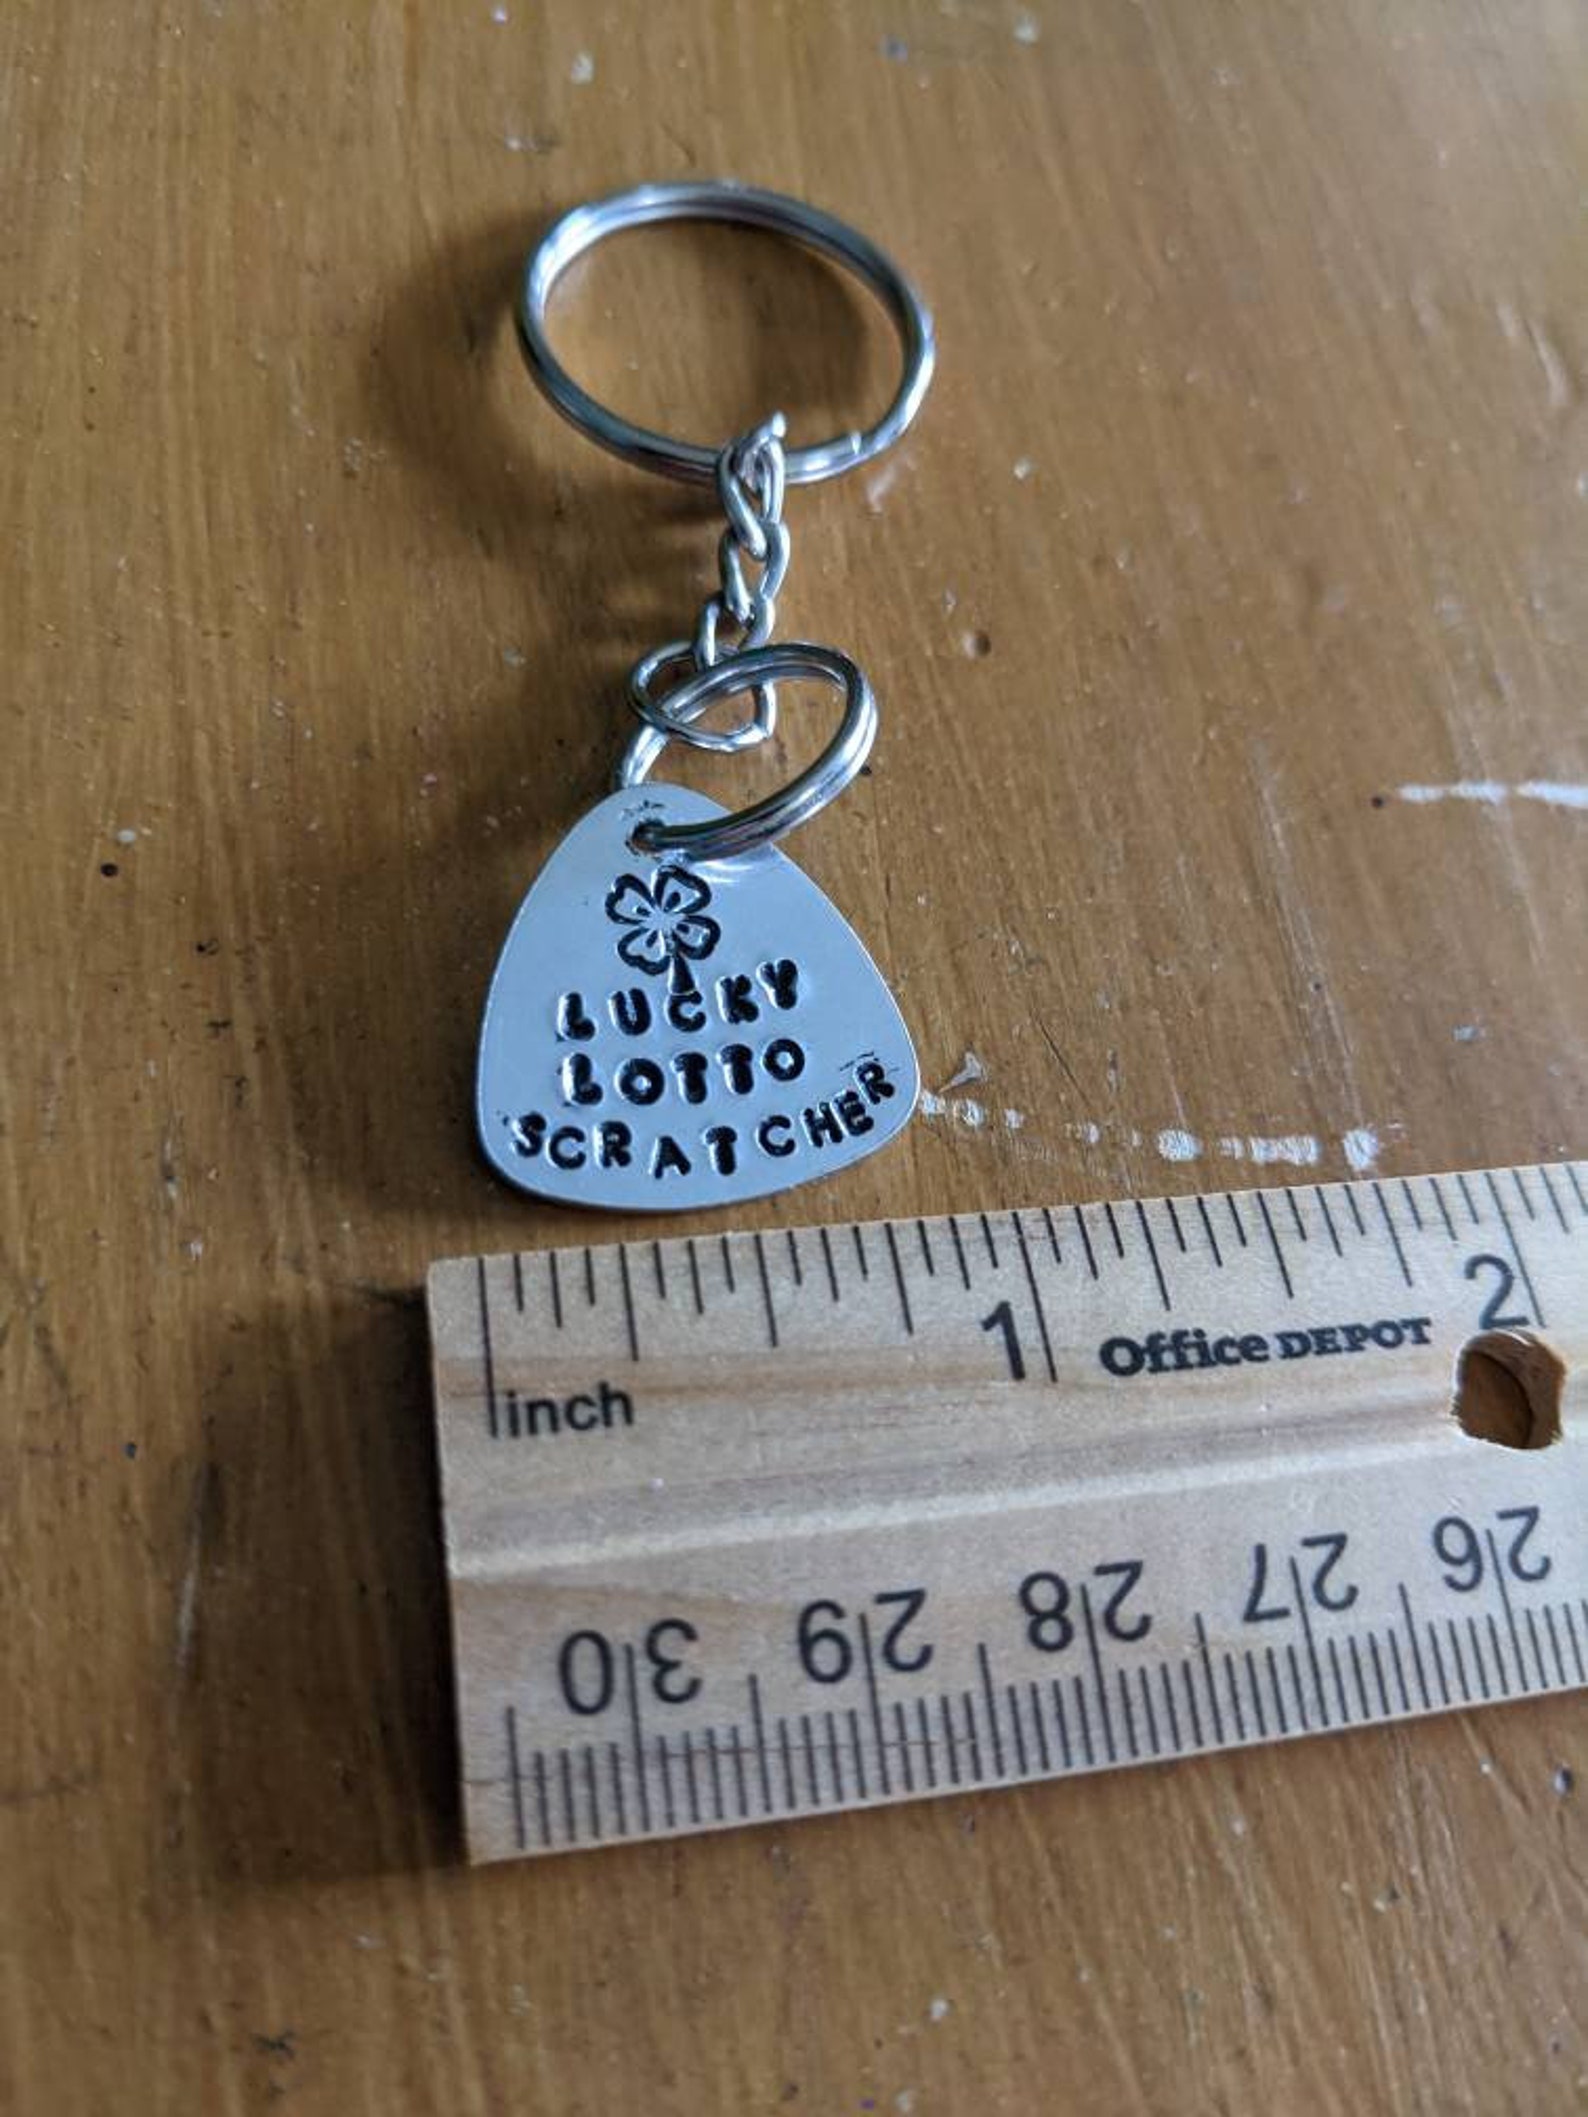 LUCKY
LOTTO
SCRATCHER
1 Office DEPOT 2
inch
30 29 28 27 26